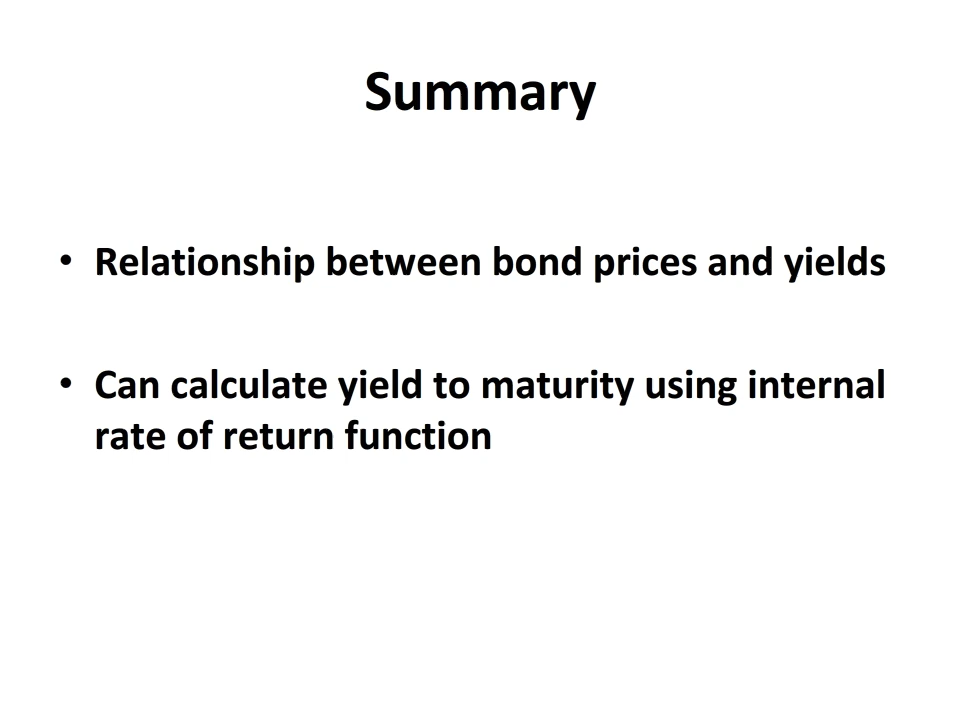 Summary
• Relationship between bond prices and yields
• Can calculate yield to maturity using internal
rate of return function